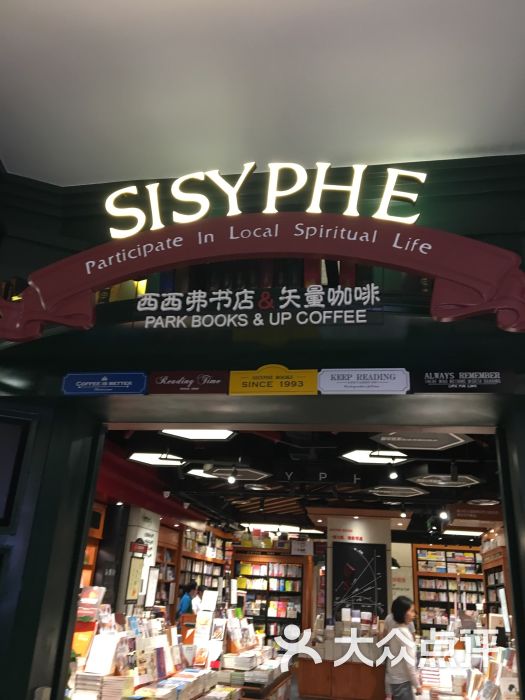 SISYPHE
Participate In Local Spiritual Life
西西弗书店&矢量咖啡
PARK BOOKS & UP COFFEE
COFFEE IS BETTER
Reading Time
SISYPHE BOOKS
SINCE 1993
KEEP READING
ALWAYS REMEMBER
YPH
大众点评